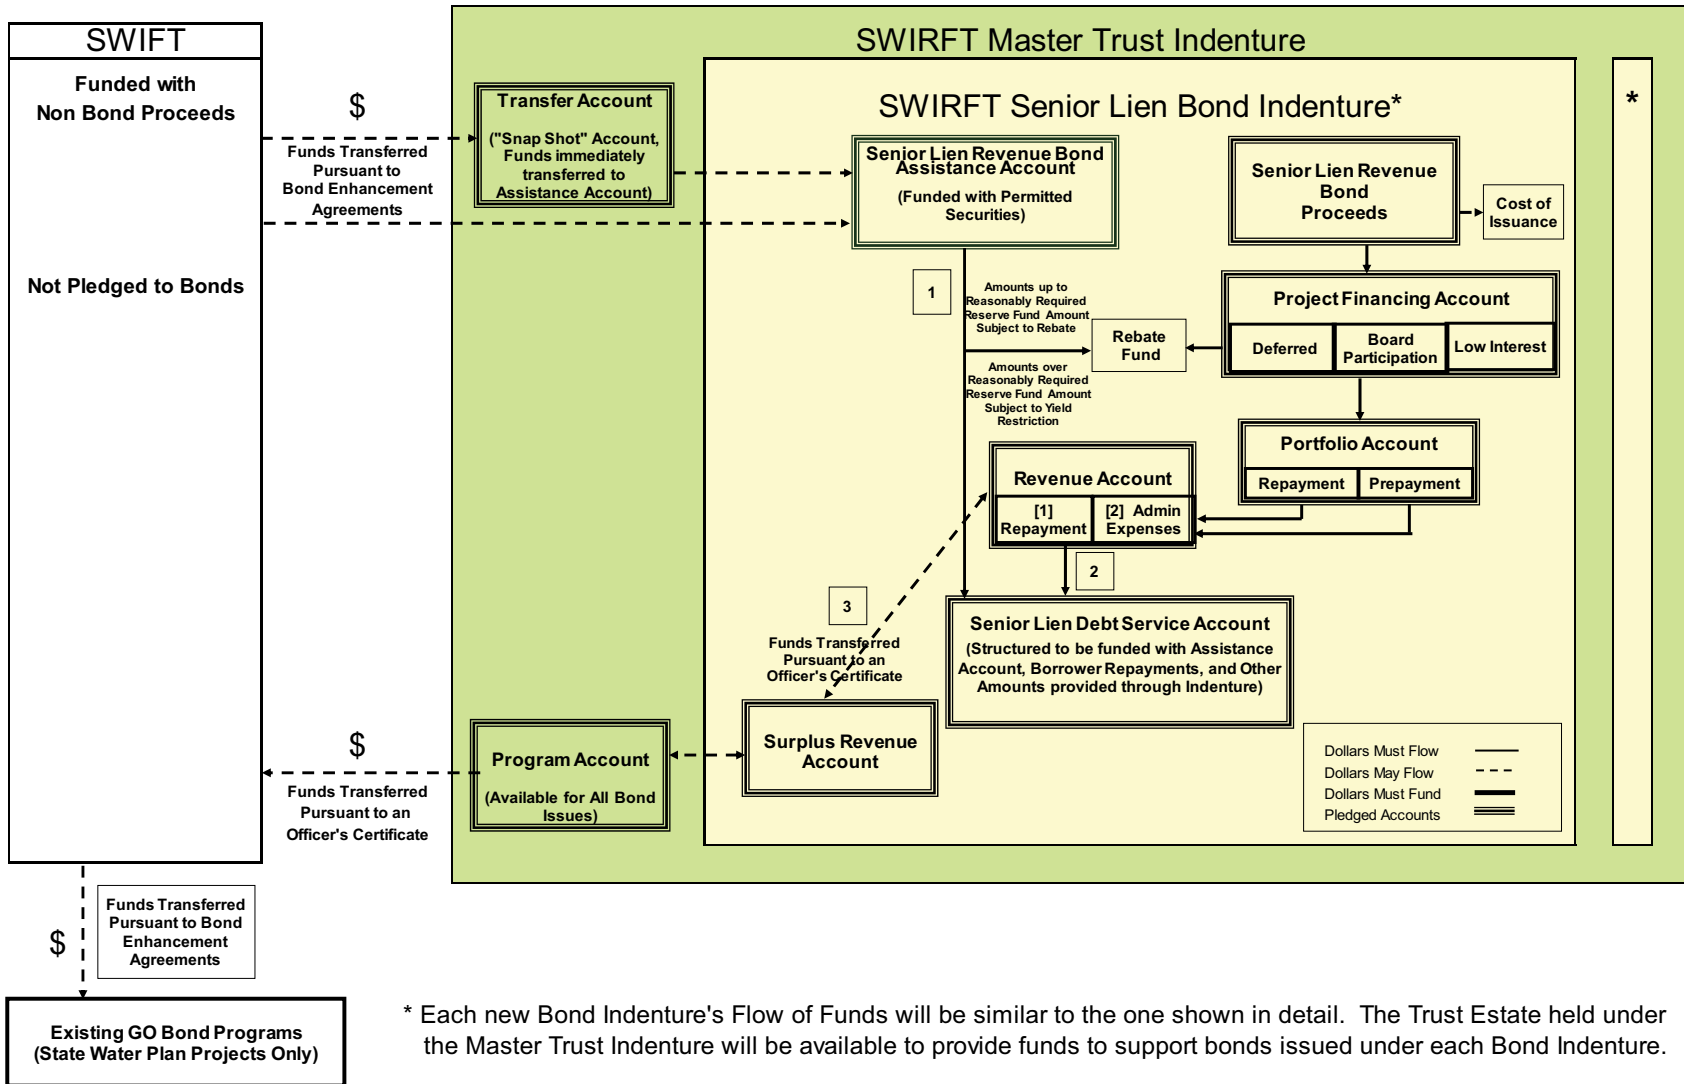 SWIFT
Funded with
Non Bond Proceeds
Not Pledged to Bonds
$
Funds Transferred
Pursuant to
Bond Enhancement
Agreements
SWIRFT Master Trust Indenture
Transfer Account
("Snap Shot" Account,
Funds immediately
transferred to
Assistance Account)
SWIRFT Senior Lien Bond Indenture*
*
Senior Lien Revenue Bond
Assistance Account
(Funded with Permitted
Securities)
Senior Lien Revenue
Bond
Proceeds
Cost of
Issuance
1
Amounts up to
Reasonably Required
Reserve Fund Amount
Subject to Rebate
Amounts over
Reasonably Required
Reserve Fund Amount
Subject to Yield
Restriction
Rebate
Fund
Project Financing Account
Deferred
Board
Participation
Low Interest
Portfolio Account
Repayment
Prepayment
Revenue Account
[1]
Repayment
[2] Admin
Expenses
2
3
Funds Transferred
Pursuant to an
Officer's Certificate
Senior Lien Debt Service Account
(Structured to be funded with Assistance
Account, Borrower Repayments, and Other
Amounts provided through Indenture)
Surplus Revenue
Account
Program Account
(Available for All Bond
Issues)
$
Funds Transferred
Pursuant to an
Officer's Certificate
Dollars Must Flow
Dollars May Flow
Dollars Must Fund
Pledged Accounts
$
Funds Transferred
Pursuant to Bond
Enhancement
Agreements
Existing GO Bond Programs
(State Water Plan Projects Only)
* Each new Bond Indenture's Flow of Funds will be similar to the one shown in detail. The Trust Estate held under
the Master Trust Indenture will be available to provide funds to support bonds issued under each Bond Indenture.